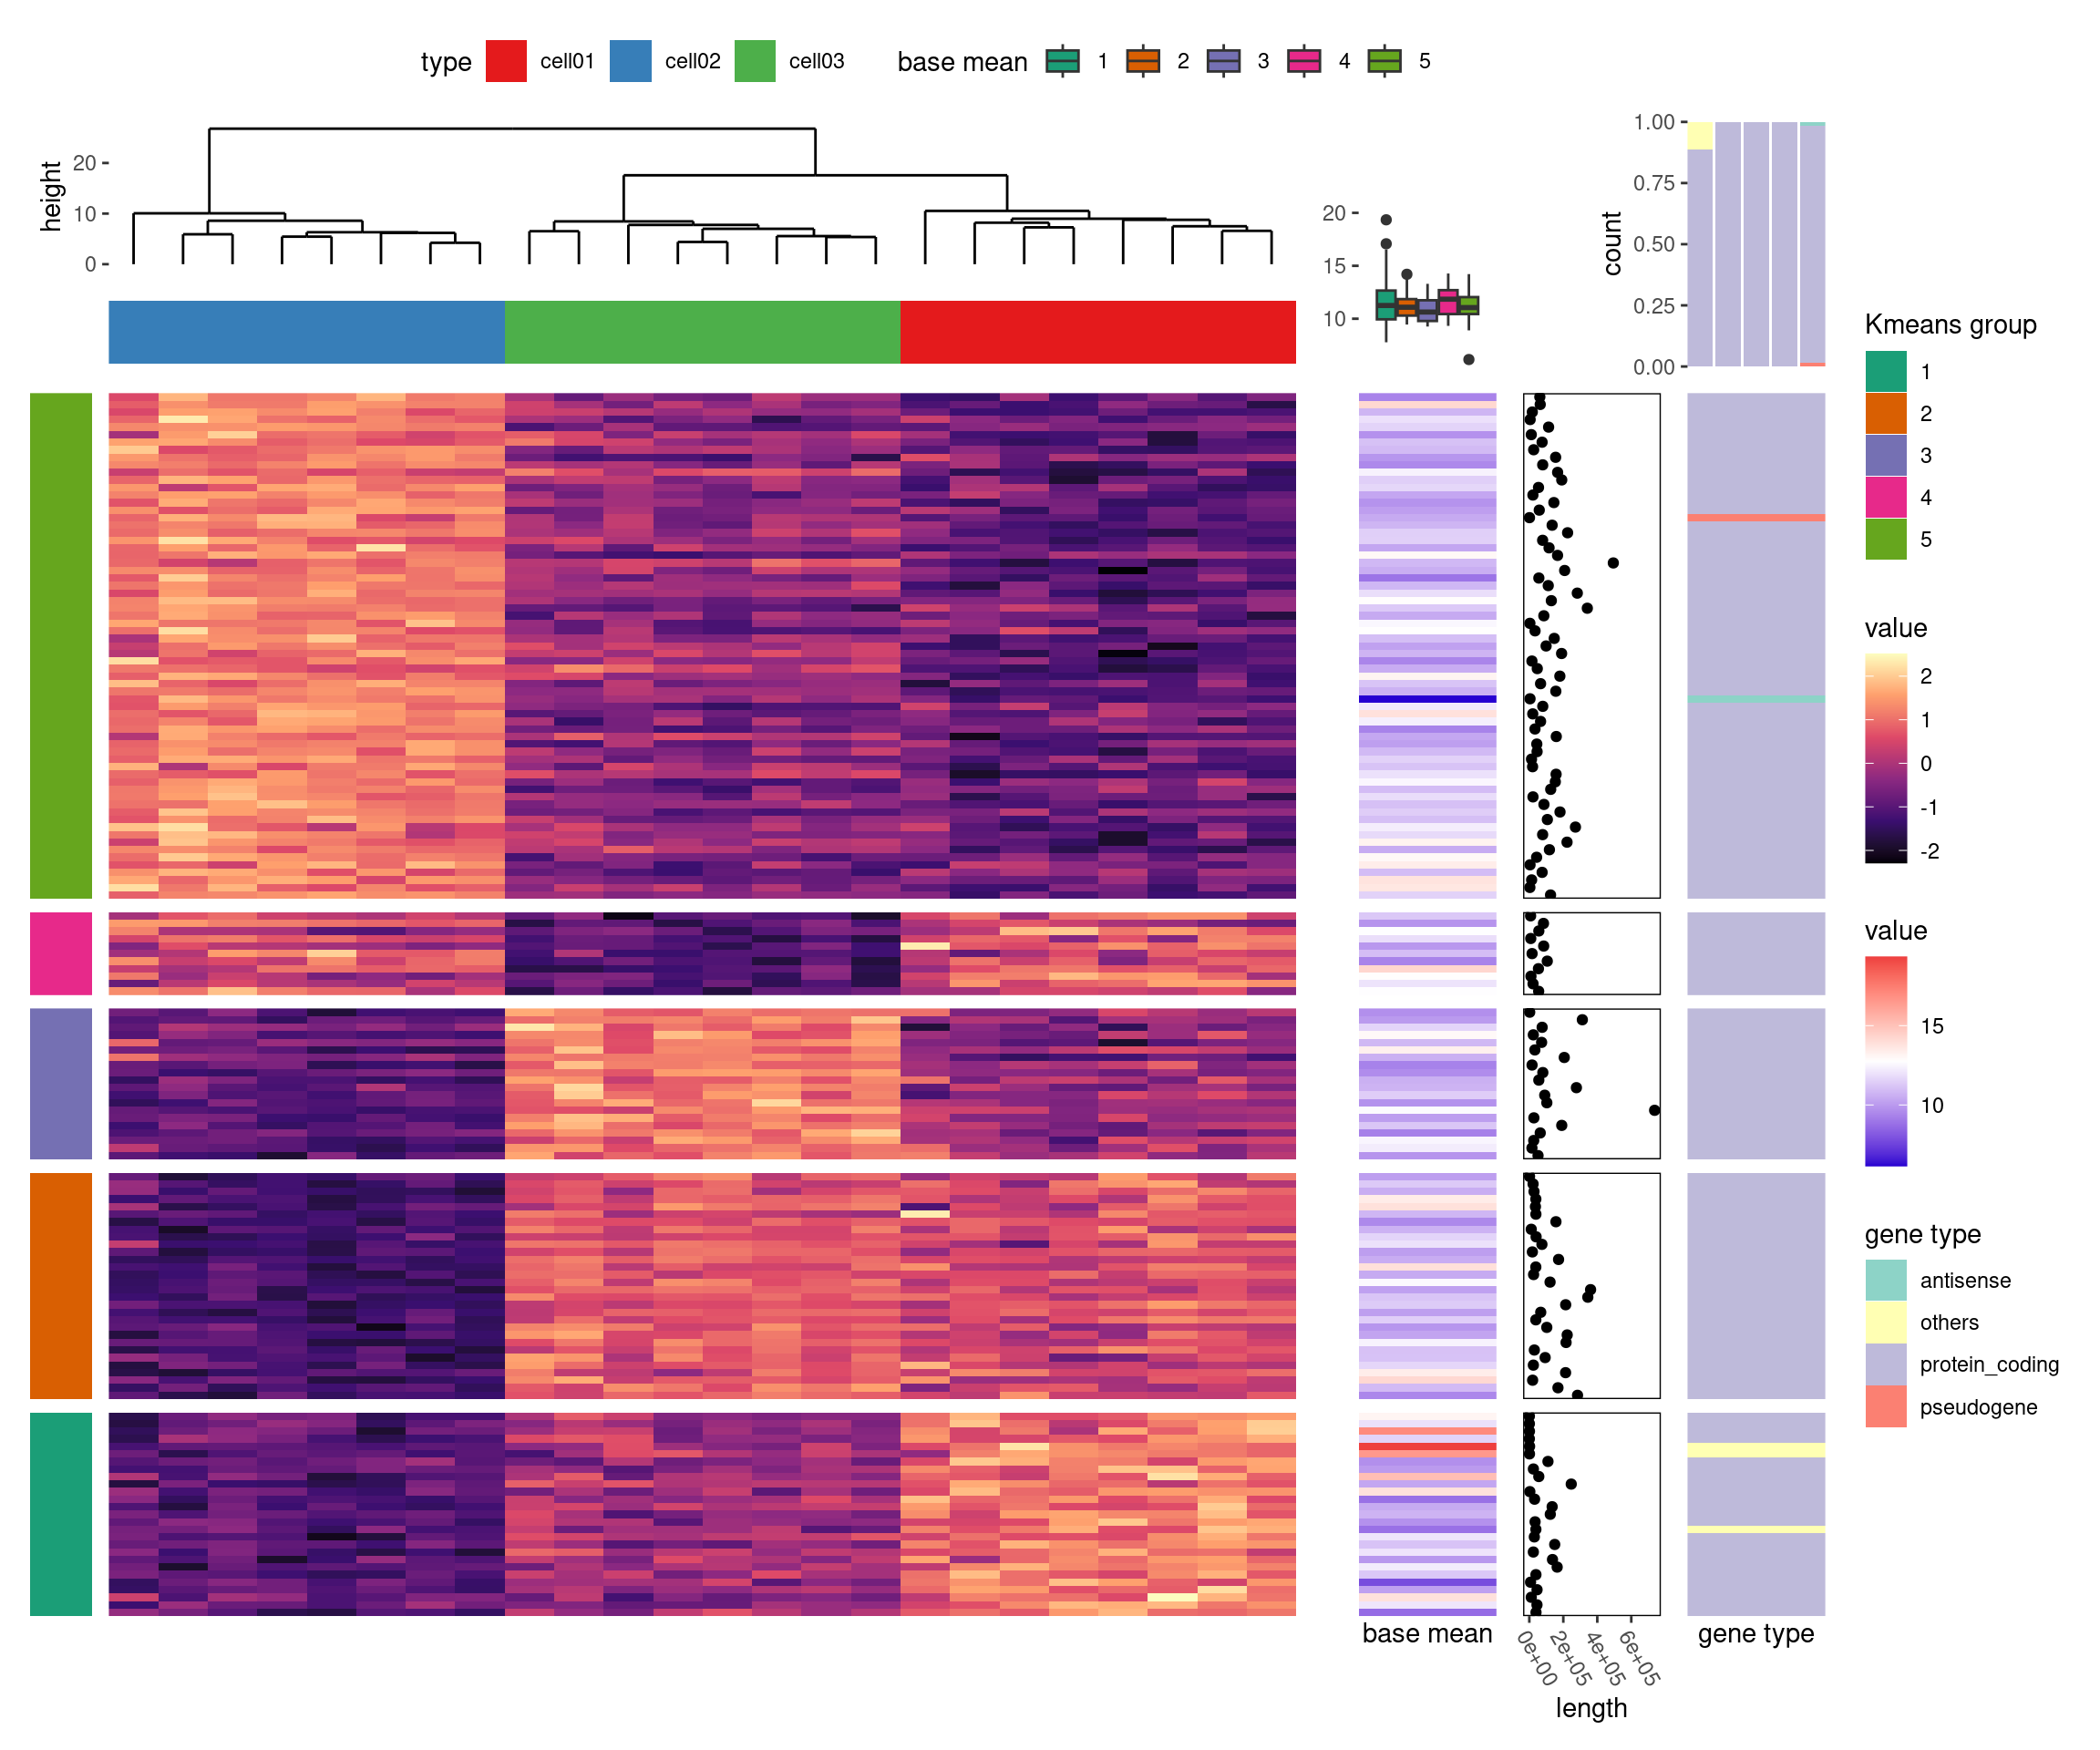 type cell01 cell02 cell03 base mean 1 2 3 4 5
height
20
10
0
20
15
10
count
1.00
0.75
0.50
0.25
0.00
Kmeans group
1
2
3
4
5
value
2
1
0
-1
-2
value
15
10
gene type
antisense
others
protein_coding
pseudogene
base mean
0e+00 2e+05 4e+05 6e+05
length
gene type